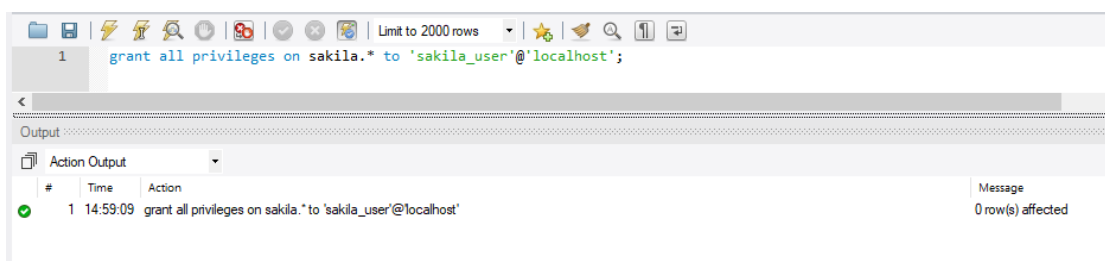 Limit to 2000 rows
1 grant all privileges on sakila.* to 'sakila_user'@'localhost';
Output
Action Output
# Time Action Message
1 14:59:09 grant all privileges on sakila.* to 'sakila_user'@'localhost' 0 row(s) affected